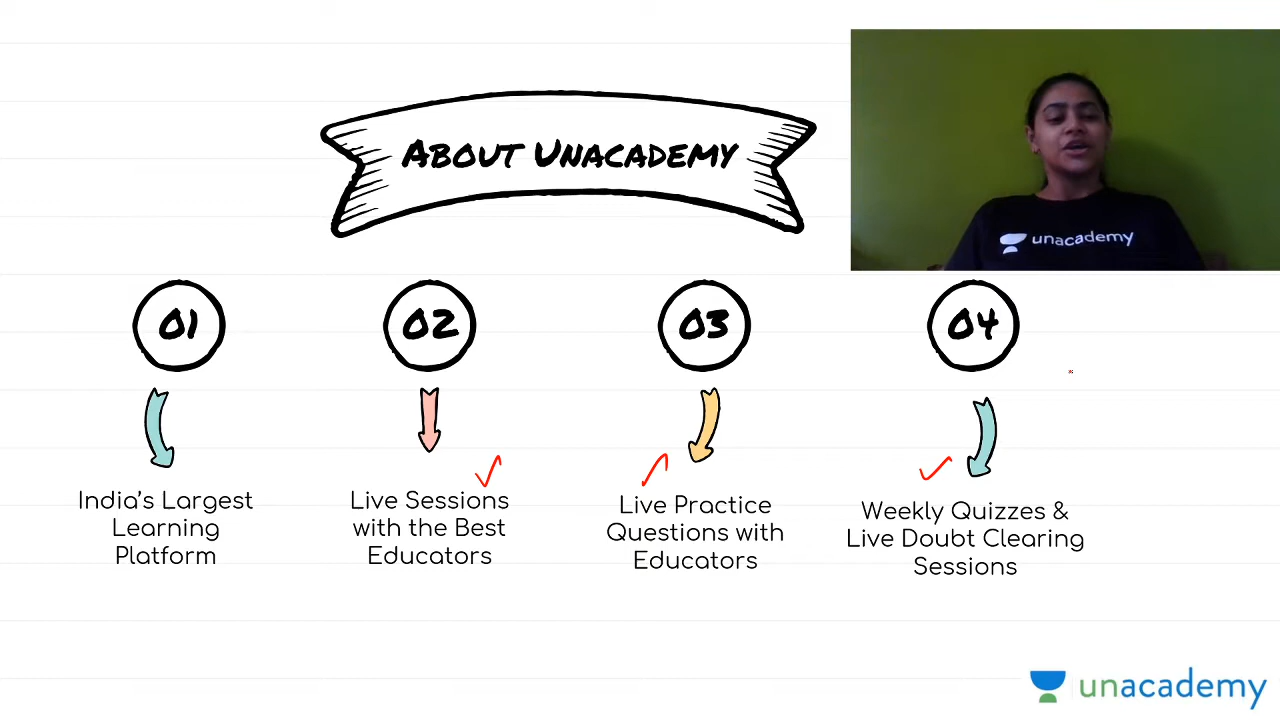 About Unacademy
unacademy
01
02
03
04
India's Largest
Learning
Platform
Live Sessions
with the Best
Educators
Live Practice
Questions with
Educators
Weekly Quizzes &
Live Doubt Clearing
Sessions
unacademy